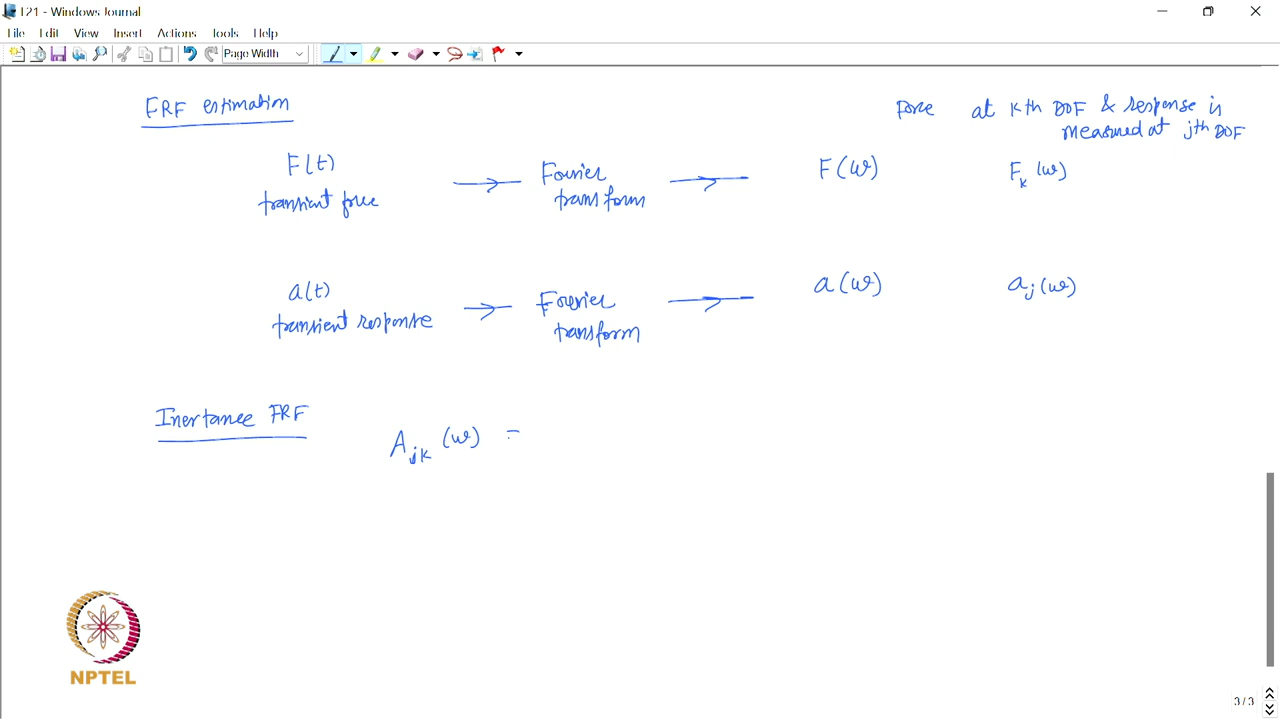 L21 - Windows Journal
File Edit View Insert Actions Tools Help
Page Width
FRF estimation
Force at kth DOF & response is
measured at jth DOF
F(t)
transient force
Fourier
transform
F(ω)
F_k(ω)
a(t)
transient response
Fourier
transform
a(ω)
a_j(ω)
Inertance FRF
A_jk(ω) =
NPTEL
3/3